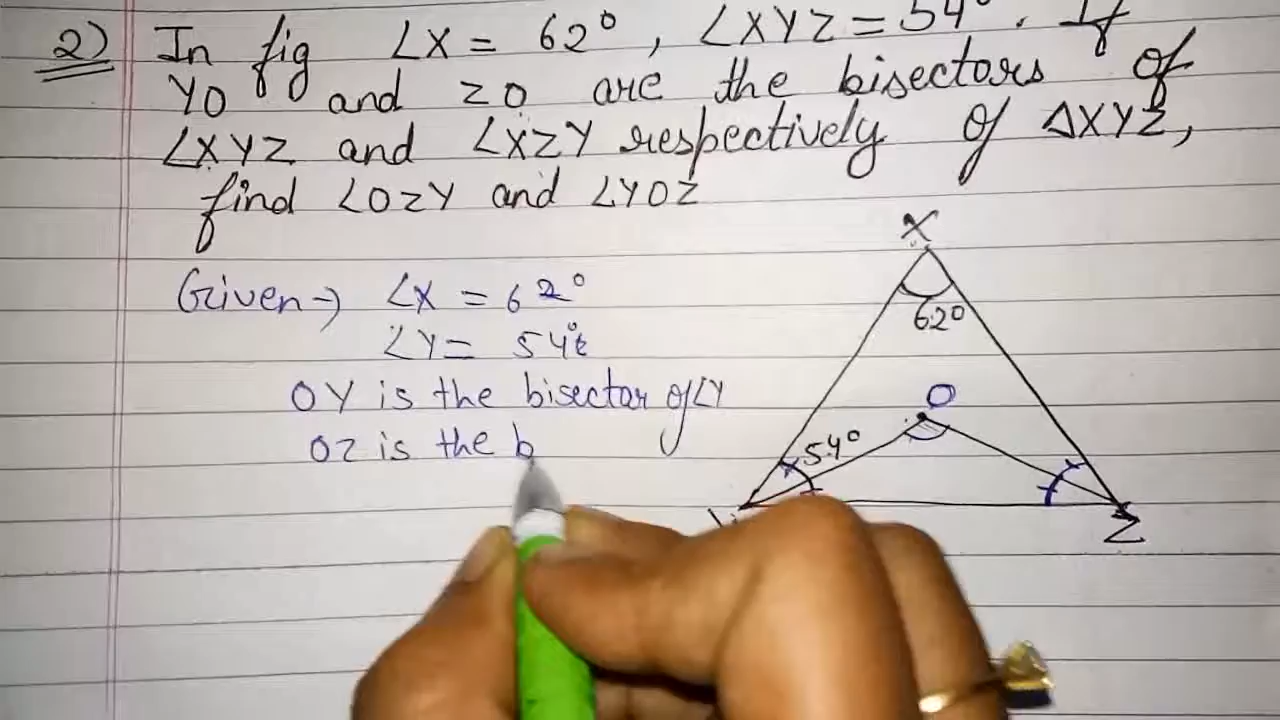 2) In fig ∠X = 62°, ∠XYZ = 54°. If
YO and ZO are the bisectors of
∠XYZ and ∠XZY respectively of ΔXYZ,
find ∠OZY and ∠YOZ
Given → ∠X = 62°
∠Y = 54°
OY is the bisector of ∠Y
OZ is the b
X
62°
O
54°
Z